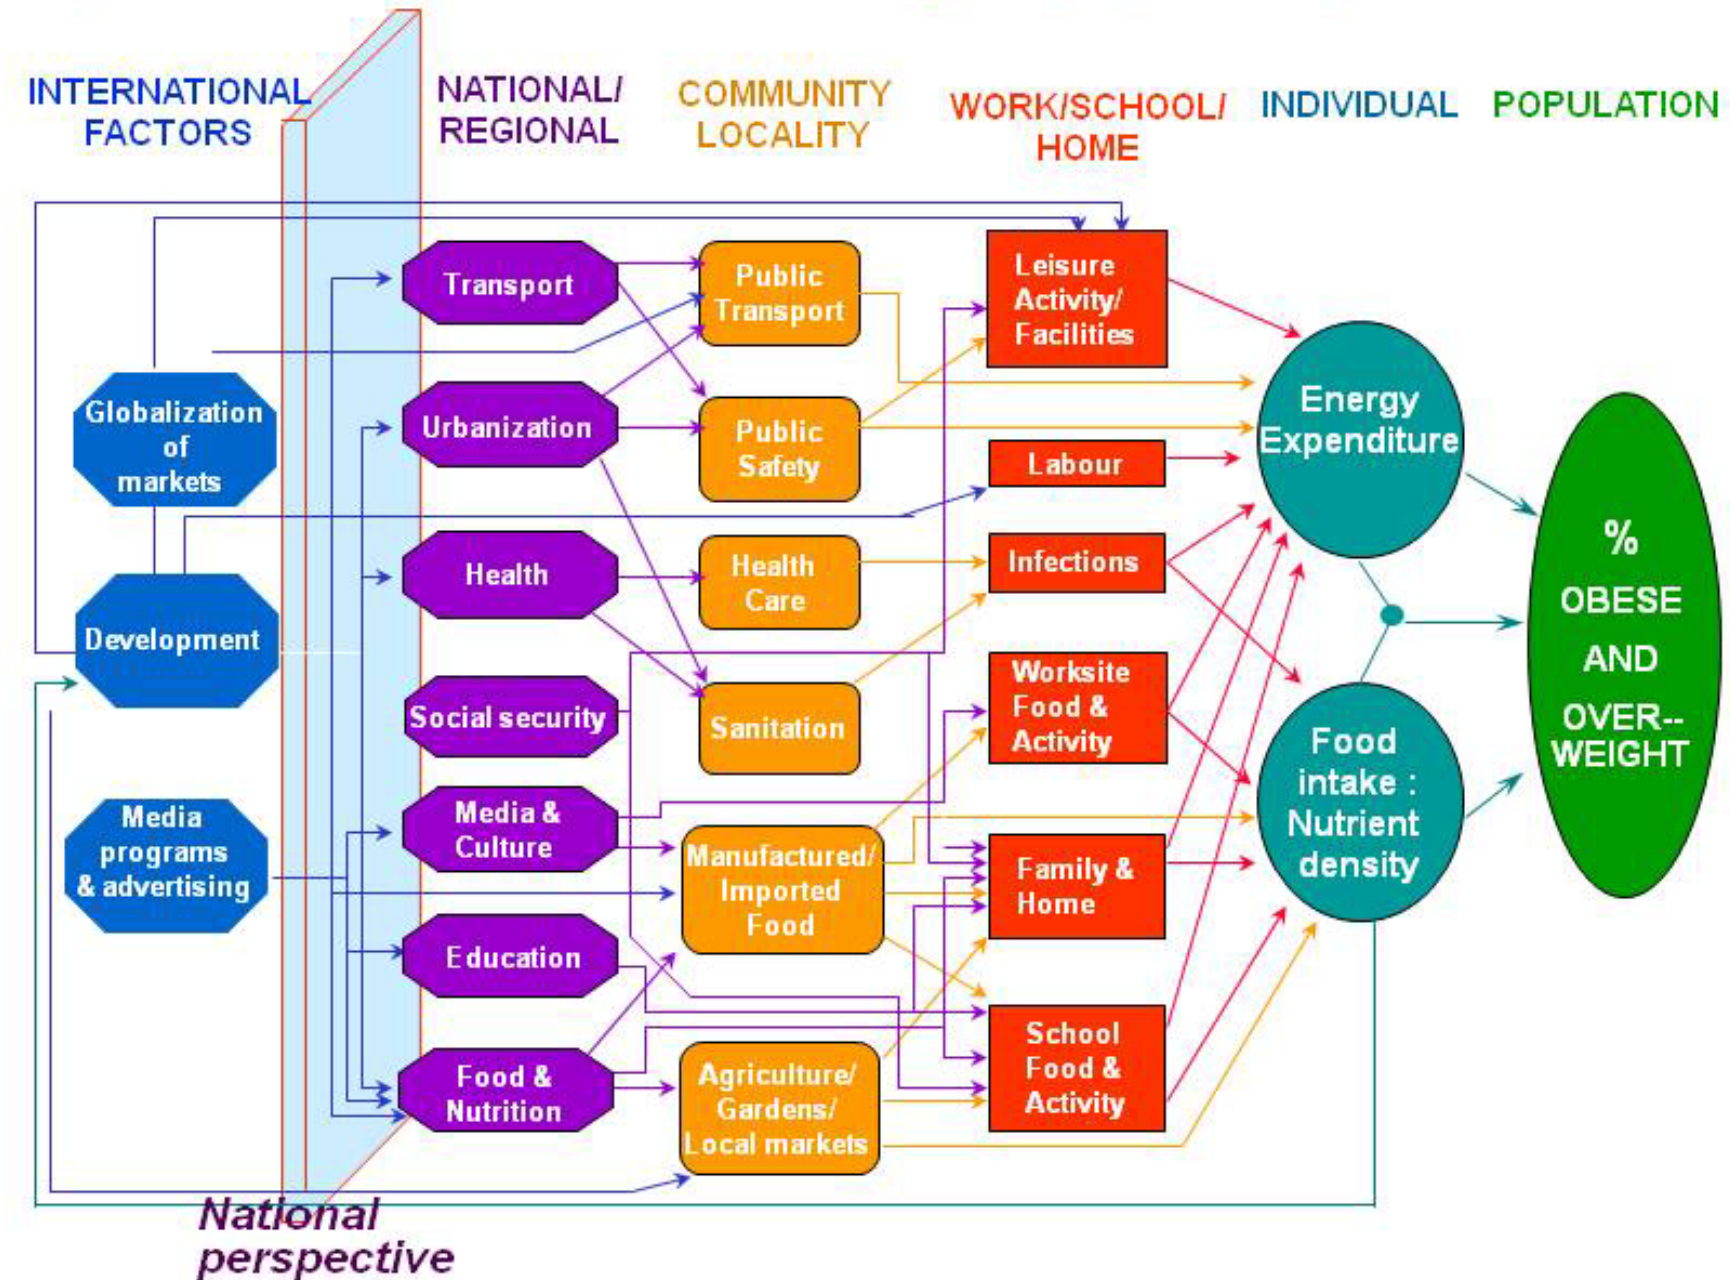 INTERNATIONAL
FACTORS
NATIONAL/
REGIONAL
COMMUNITY
LOCALITY
WORK/SCHOOL/
HOME
INDIVIDUAL
POPULATION
Globalization
of
markets
Development
Media
programs
& advertising
Transport
Urbanization
Health
Social security
Media &
Culture
Education
Food &
Nutrition
Public
Transport
Public
Safety
Health
Care
Sanitation
Manufactured/
Imported
Food
Agriculture/
Gardens/
Local markets
Leisure
Activity/
Facilities
Labour
Infections
Worksite
Food &
Activity
Family &
Home
School
Food &
Activity
Energy
Expenditure
Food
intake :
Nutrient
density
%
OBESE
AND
OVER--
WEIGHT
National
perspective